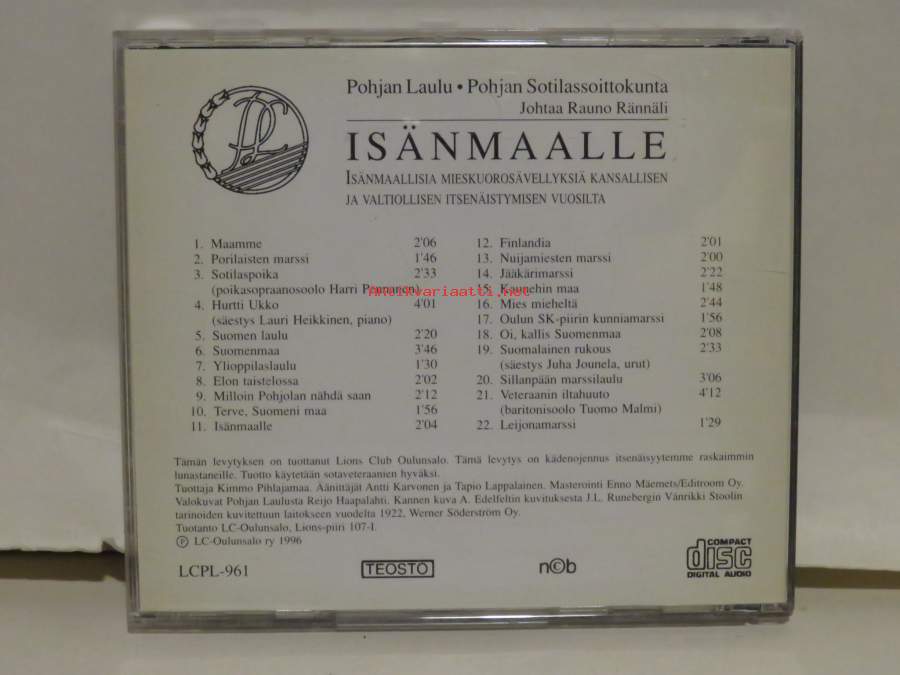 Pohjan Laulu • Pohjan Sotilassoittokunta
Johtaa Rauno Rännäli
ISÄNMAALLE
ISÄNMAALLISIA MIESKUOROSÄVELLYKSIÄ KANSALLISEN
JA VALTIOLLISEN ITSENÄISTYMISEN VUOSILTA
1. Maamme 2'06
2. Porilaisten marssi 1'46
3. Sotilaspoika 2'33
(poikasopraanosoolo Harri
4. Hurtti Ukko 4'01
(säestys Lauri Heikkinen, piano)
5. Suomen laulu 2'20
6. Suomenmaa 3'46
7. Ylioppilaslaulu 1'30
8. Elon taistelossa 2'02
9. Milloin Pohjolan nähdä saan 2'12
10. Terve, Suomeni maa 1'56
11. Isänmaalle 2'04
12. Finlandia 2'01
13. Nuijamiesten marssi 2'00
14. Jääkärimarssi 2'22
15. Kaunehin maa 1'48
16. Mies mieheltä 2'44
17. Oulun SK-piirin kunniamarssi 1'56
18. Oi, kallis Suomenmaa 2'08
19. Suomalainen rukous 2'33
(säestys Juha Jounela, urut)
20. Sillanpään marssilaulu 3'06
21. Veteraanin iltahuuto 4'12
(baritonisoolo Tuomo Malmi)
22. Leijonamarssi 1'29
Antikvariaatti.net
Tämän levytyksen on tuottanut Lions Club Oulunsalo. Tämä levytys on kädenojennus itsenäisyytemme raskaimmin
lunastaneille. Tuotto käytetään sotaveteraanien hyväksi.
Tuottaja Kimmo Pihlajamaa. Äänittäjät Antti Karvonen ja Tapio Lappalainen. Masterointi Enno Mäemets/Editroom Oy.
Valokuvat Pohjan Laulusta Reijo Haapalahti. Kannen kuva A. Edelfeltin kuvituksesta J.L. Runebergin Vänrikki Stoolin
tarinoiden kuvitettuun laitokseen vuodelta 1922, Werner Söderström Oy.
Tuotanto LC-Oulunsalo, Lions-piiri 107-I.
℗ LC-Oulunsalo ry 1996
LCPL-961
TEOSTO
n©b
COMPACT
disc
DIGITAL AUDIO